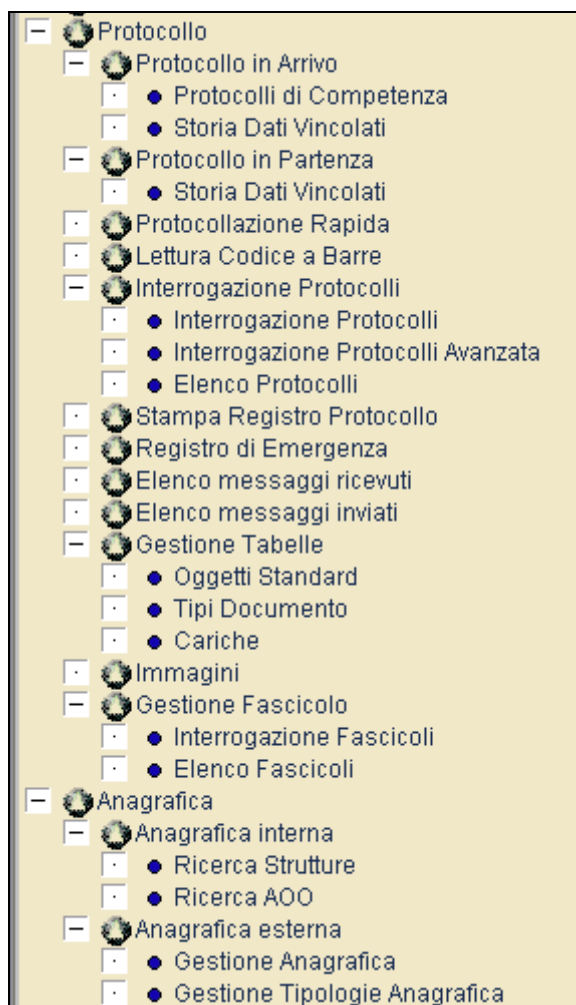 Protocollo
Protocollo in Arrivo
Protocolli di Competenza
Storia Dati Vincolati
Protocollo in Partenza
Storia Dati Vincolati
Protocollazione Rapida
Lettura Codice a Barre
Interrogazione Protocolli
Interrogazione Protocolli
Interrogazione Protocolli Avanzata
Elenco Protocolli
Stampa Registro Protocollo
Registro di Emergenza
Elenco messaggi ricevuti
Elenco messaggi inviati
Gestione Tabelle
Oggetti Standard
Tipi Documento
Cariche
Immagini
Gestione Fascicolo
Interrogazione Fascicoli
Elenco Fascicoli
Anagrafica
Anagrafica interna
Ricerca Strutture
Ricerca AOO
Anagrafica esterna
Gestione Anagrafica
Gestione Tipologie Anagrafica